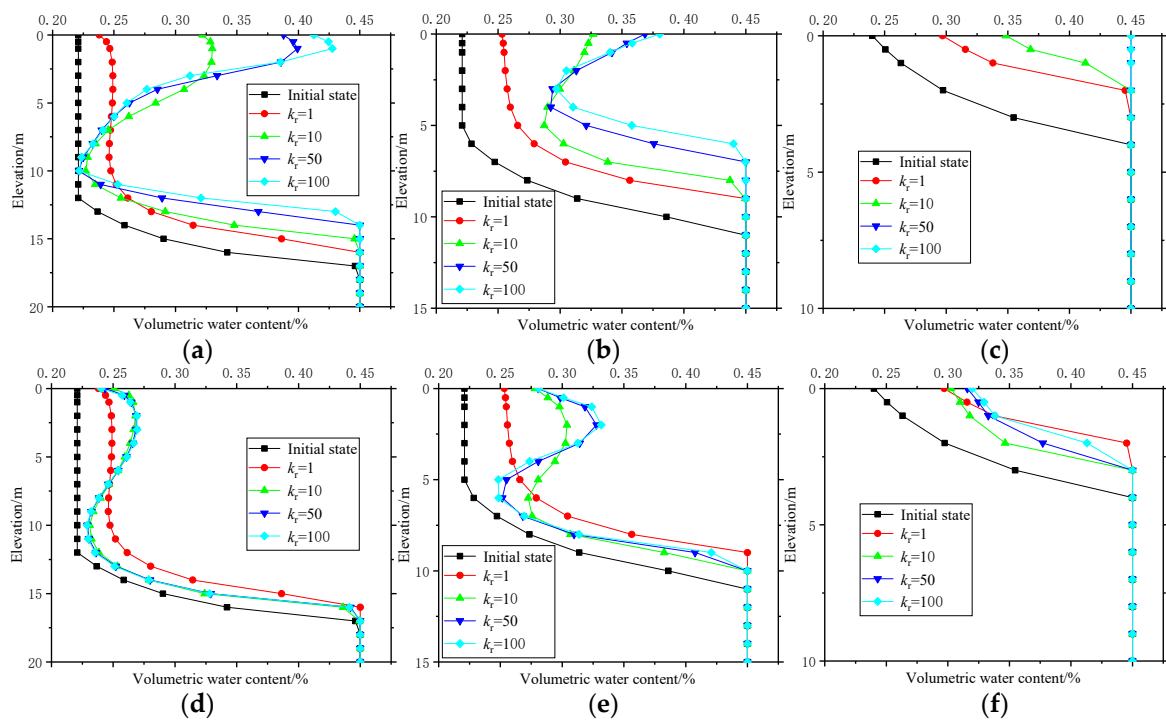 0.20 0.25 0.30 0.35 0.40 0.45
0
5
10
15
20
Elevation/m
Initial state
kr=1
kr=10
kr=50
kr=100
Volumetric water content/%
(a)
0.20 0.25 0.30 0.35 0.40 0.45
0
5
10
15
Elevation/m
Initial state
kr=1
kr=10
kr=50
kr=100
Volumetric water content/%
(b)
0.20 0.25 0.30 0.35 0.40 0.45
0
5
10
Elevation/m
Initial state
kr=1
kr=10
kr=50
kr=100
Volumetric water content/%
(c)
0.20 0.25 0.30 0.35 0.40 0.45
0
5
10
15
20
Elevation/m
Initial state
kr=1
kr=10
kr=50
kr=100
Volumetric water content/%
(d)
0.20 0.25 0.30 0.35 0.40 0.45
0
5
10
15
Elevation/m
Initial state
kr=1
kr=10
kr=50
kr=100
Volumetric water content/%
(e)
0.20 0.25 0.30 0.35 0.40 0.45
0
5
10
Elevation/m
Initial state
kr=1
kr=10
kr=50
kr=100
Volumetric water content/%
(f)